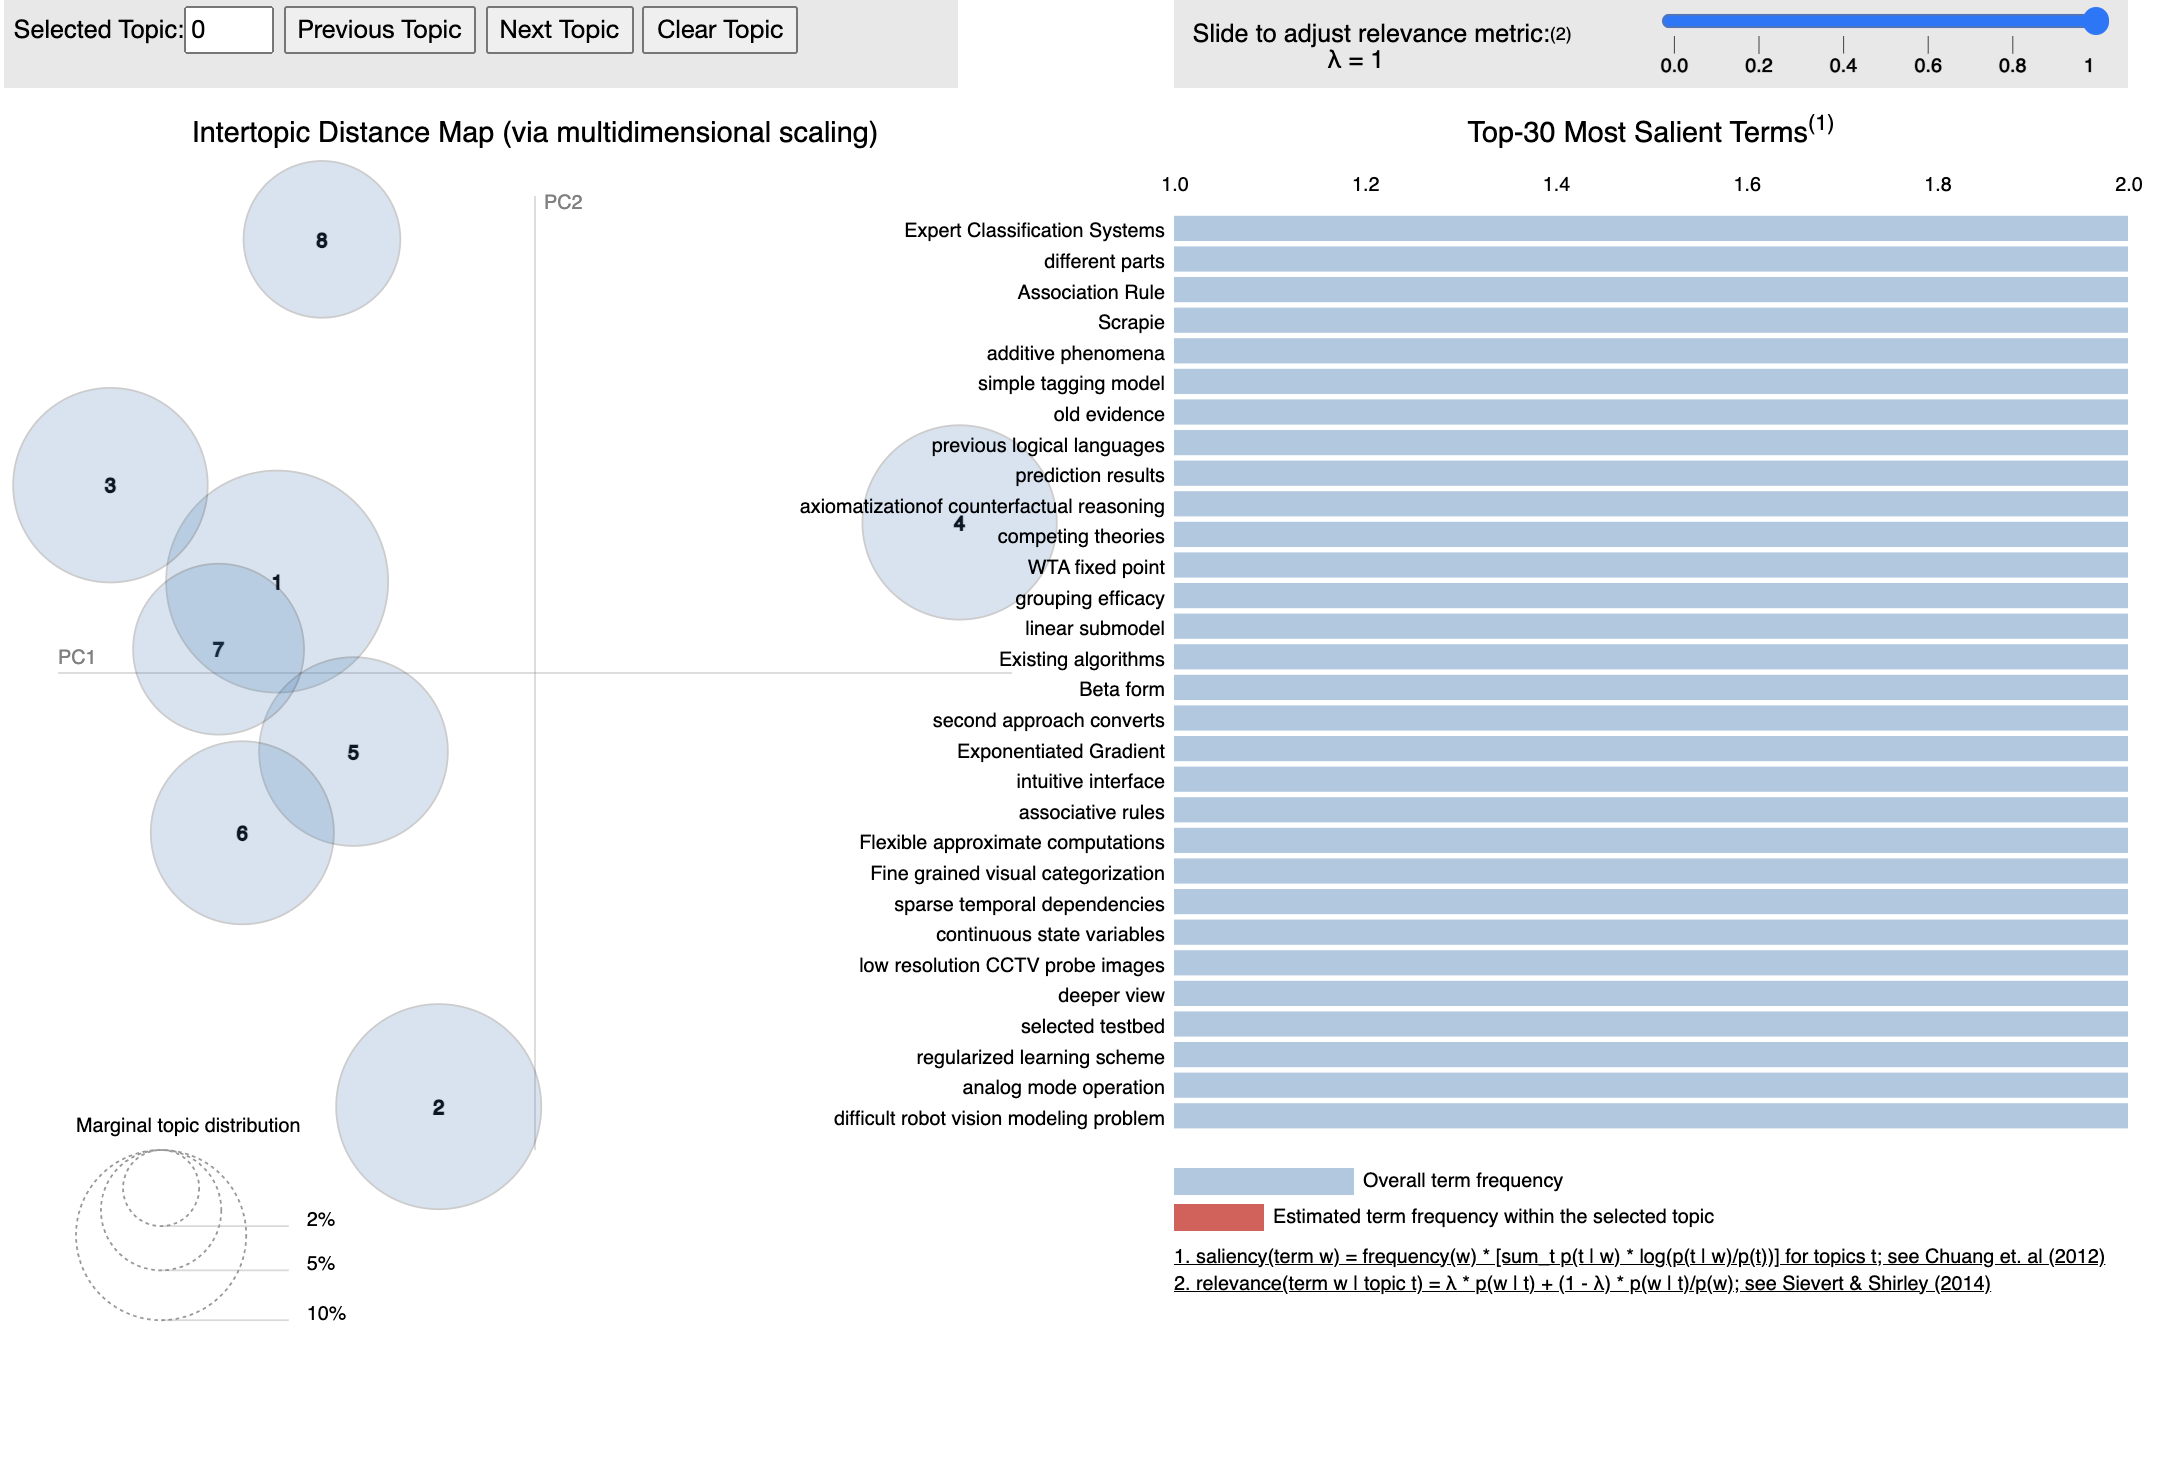 Selected Topic: 0 Previous Topic Next Topic Clear Topic
Slide to adjust relevance metric:(2)
λ = 1
0.0 0.2 0.4 0.6 0.8 1
Intertopic Distance Map (via multidimensional scaling)
PC2
PC1
8
3
1
4
7
5
6
2
Marginal topic distribution
2%
5%
10%
Top-30 Most Salient Terms(1)
1.0 1.2 1.4 1.6 1.8 2.0
Expert Classification Systems
different parts
Association Rule
Scrapie
additive phenomena
simple tagging model
old evidence
previous logical languages
prediction results
axiomatizationof counterfactual reasoning
competing theories
WTA fixed point
grouping efficacy
linear submodel
Existing algorithms
Beta form
second approach converts
Exponentiated Gradient
intuitive interface
associative rules
Flexible approximate computations
Fine grained visual categorization
sparse temporal dependencies
continuous state variables
low resolution CCTV probe images
deeper view
selected testbed
regularized learning scheme
analog mode operation
difficult robot vision modeling problem
Overall term frequency
Estimated term frequency within the selected topic
1. saliency(term w) = frequency(w) * [sum_t p(t | w) * log(p(t | w)/p(t))] for topics t; see Chuang et. al (2012)
2. relevance(term w | topic t) = λ * p(w | t) + (1 - λ) * p(w | t)/p(w); see Sievert & Shirley (2014)